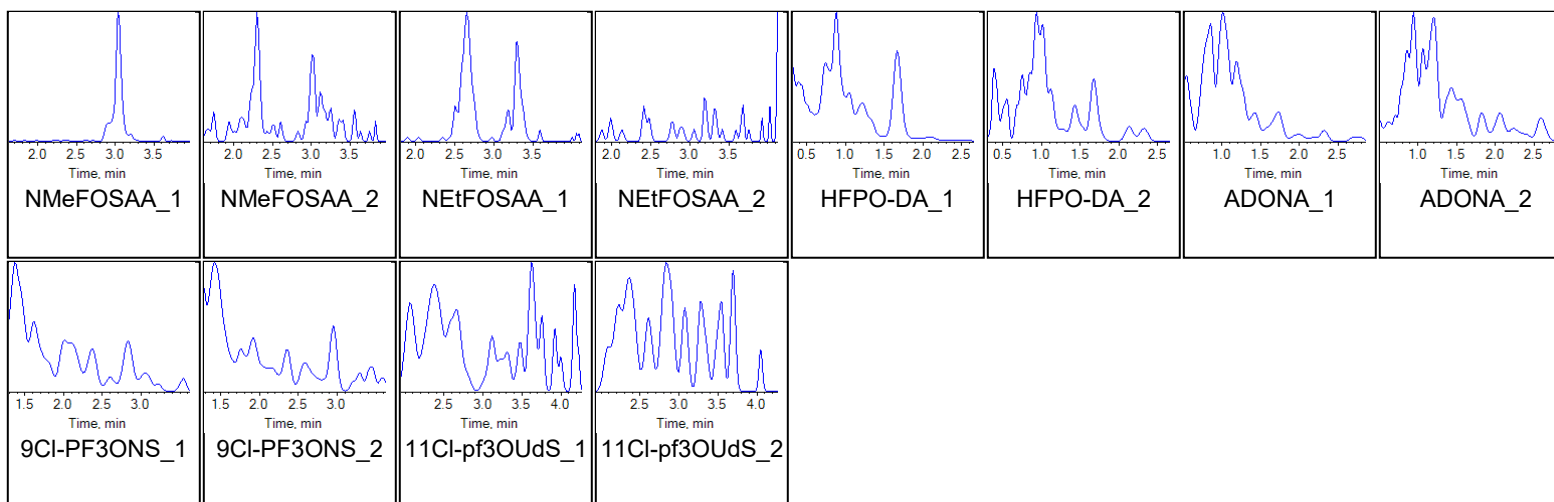 2.0 3.0 3.5 2.0 2.5 3.0 3.5 2.0 2.5 3.0 3.5 2.0 2.5 3.0 3.5 0.5 1.0 1.5 2.0 2.5 0.5 1.0 1.5 2.0 2.5 1.0 1.5 2.0 2.5 1.0 1.5 2.0 2.5
Time, min Time, min Time, min Time, min Time, min Time, min Time, min Time, min
NMeFOSAA_1 NMeFOSAA_2 NEtFOSAA_1 NEtFOSAA_2 HFPO-DA_1 HFPO-DA_2 ADONA_1 ADONA_2
1.5 2.0 2.5 3.0 1.5 2.0 2.5 3.0 2.5 3.0 3.5 4.0 2.5 3.0 3.5 4.0
Time, min Time, min Time, min Time, min
9Cl-PF3ONS_1 9Cl-PF3ONS_2 11Cl-pf3OUdS_1 11Cl-pf3OUdS_2